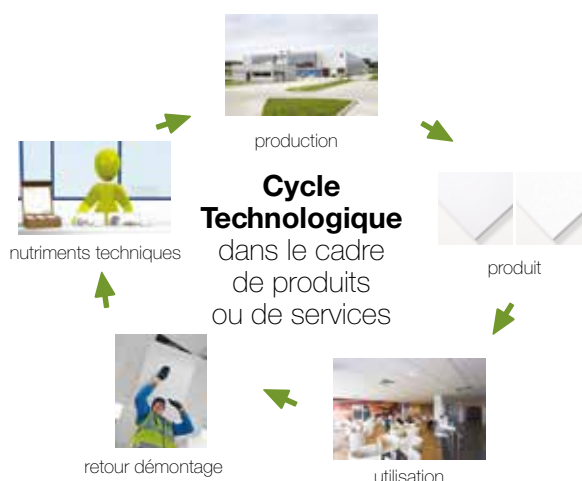 production
Cycle
Technologique
dans le cadre
de produits
ou de services
nutriments techniques
produit
retour démontage
utilisation